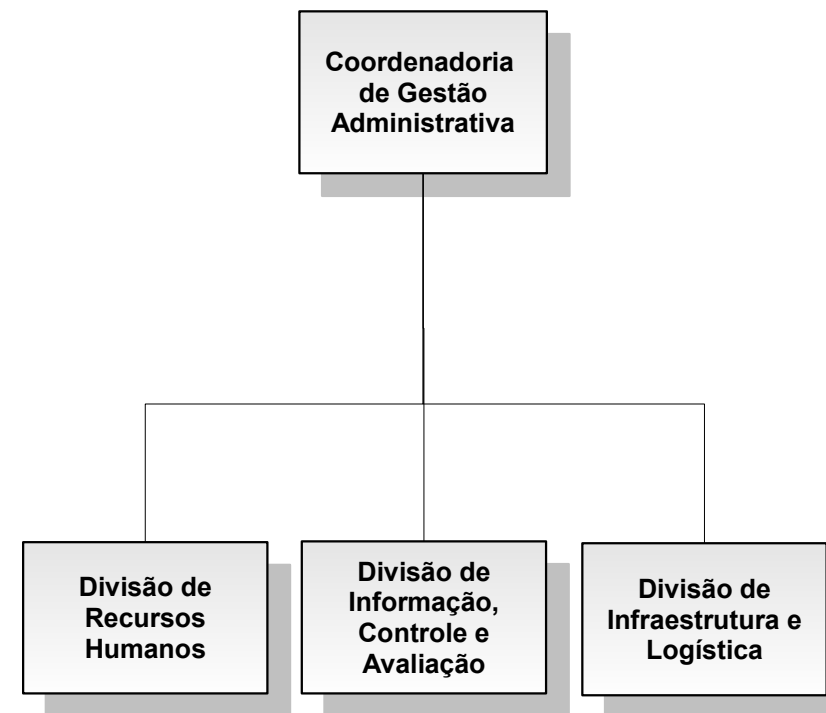 Coordenadoria
de Gestão
Administrativa
Divisão de
Recursos
Humanos
Divisão de
Informação,
Controle e
Avaliação
Divisão de
Infraestrutura e
Logística